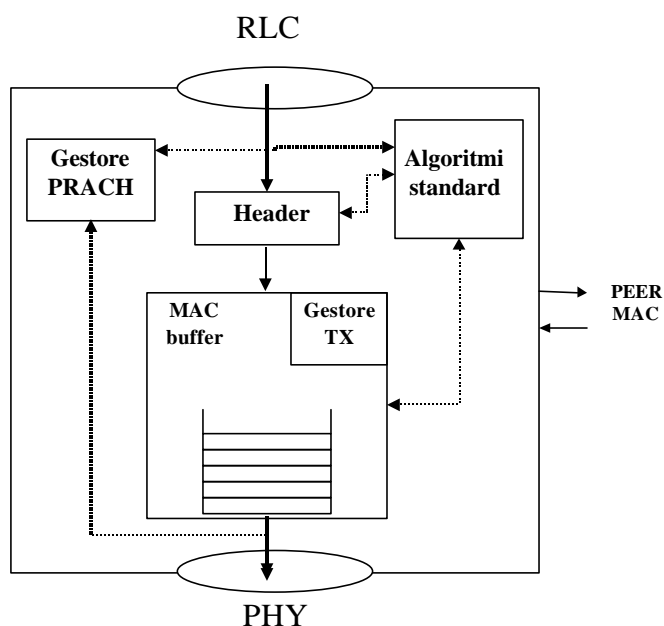 RLC
Gestore
PRACH
Algoritmi
standard
Header
MAC
buffer
Gestore
TX
PEER
MAC
PHY